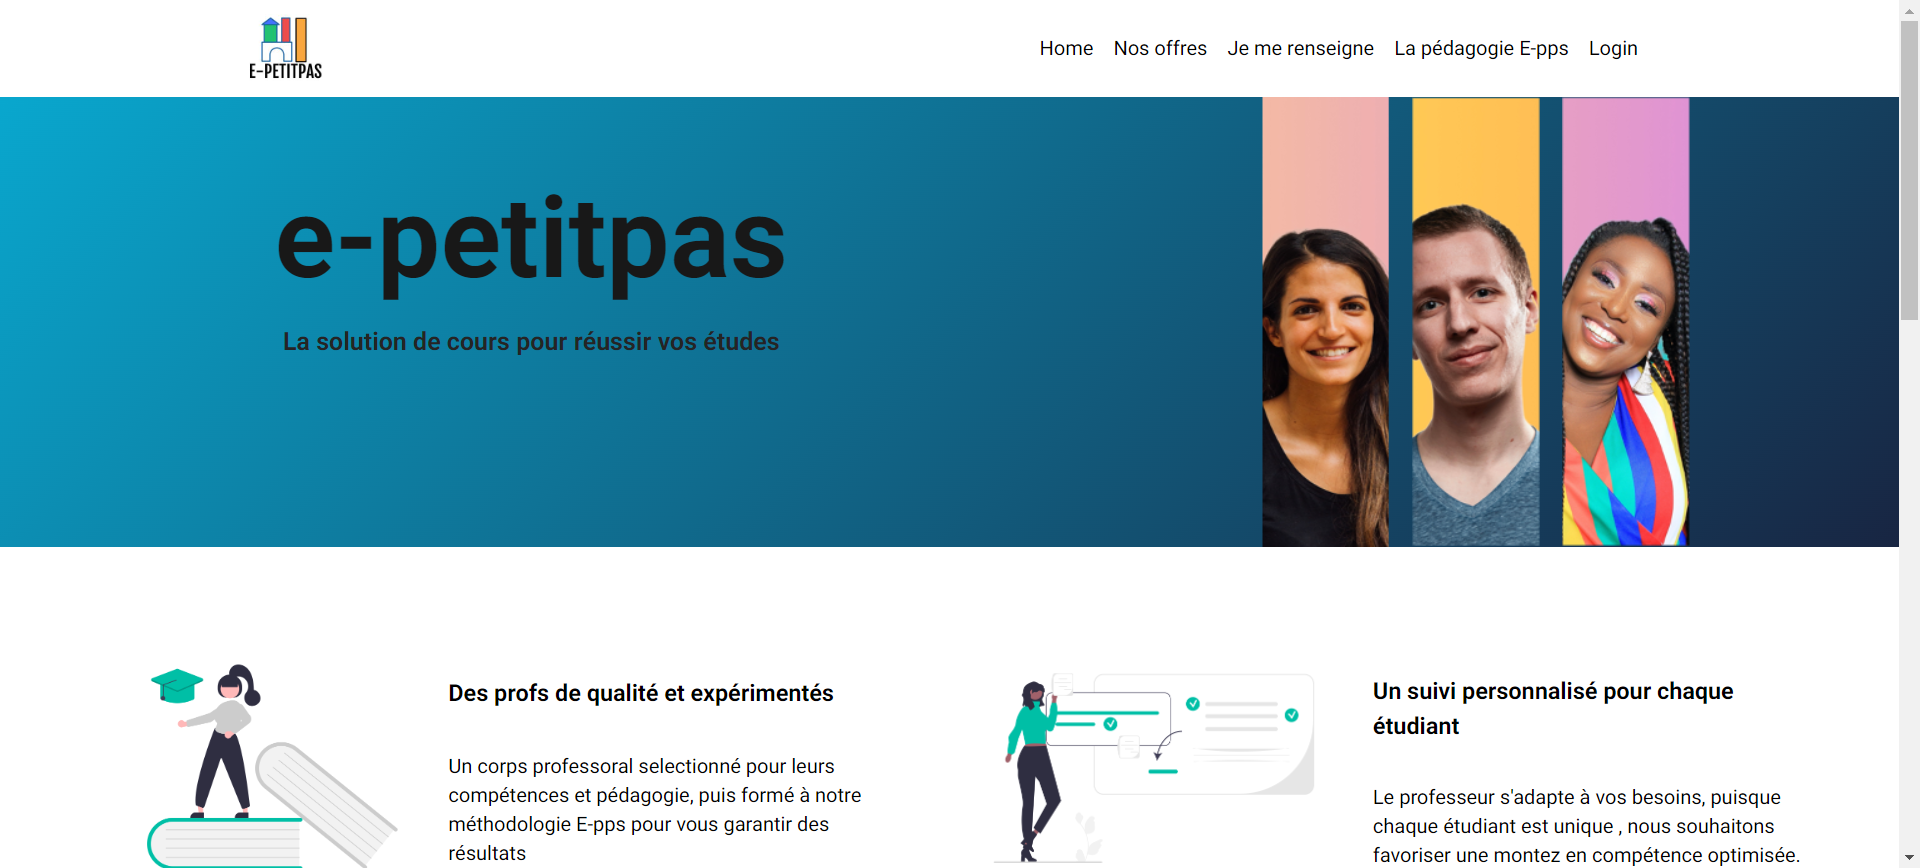 E-PETITPAS
Home Nos offres Je me renseigne La pédagogie E-pps Login
e-petitpas
La solution de cours pour réussir vos études
Des profs de qualité et expérimentés
Un corps professoral selectionné pour leurs
compétences et pédagogie, puis formé à notre
méthodologie E-pps pour vous garantir des
résultats
Un suivi personnalisé pour chaque
étudiant
Le professeur s'adapte à vos besoins, puisque
chaque étudiant est unique , nous souhaitons
favoriser une montez en compétence optimisée.